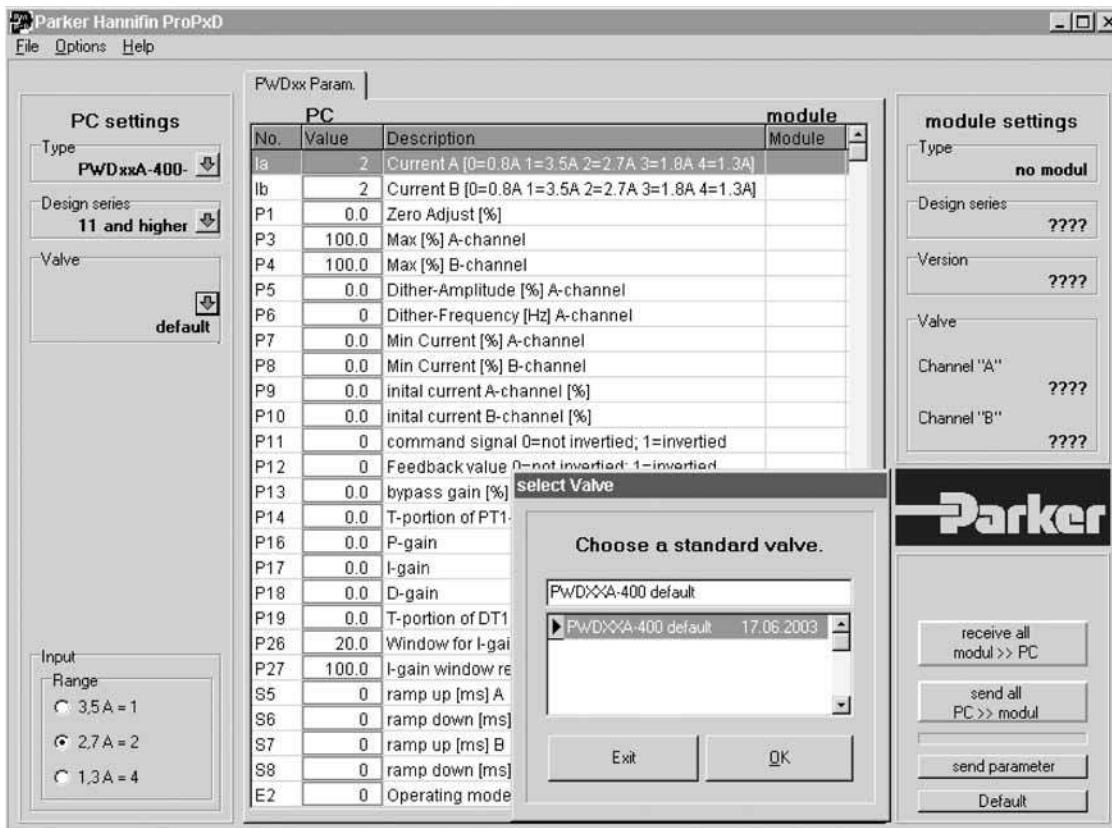 Parker Hannifin ProPxD
File Options Help
PC settings
Type
PWDxxA-400-
Design series
11 and higher
Valve
default
Input
Range
3,5 A = 1
2,7 A = 2
1,3 A = 4
PWDxx Param.
PC module
No. Value Description Module
Ia 2 Current A [0=0.8A 1=3.5A 2=2.7A 3=1.8A 4=1.3A]
Ib 2 Current B [0=0.8A 1=3.5A 2=2.7A 3=1.8A 4=1.3A]
P1 0.0 Zero Adjust [%]
P3 100.0 Max [%] A-channel
P4 100.0 Max [%] B-channel
P5 0.0 Dither-Amplitude [%] A-channel
P6 0 Dither-Frequency [Hz] A-channel
P7 0.0 Min Current [%] A-channel
P8 0.0 Min Current [%] B-channel
P9 0.0 inital current A-channel [%]
P10 0.0 inital current B-channel [%]
P11 0 command signal 0=not invertied; 1=invertied
P12 0 Feedback value 0=not invertied; 1=invertied
P13 0.0 bypass gain [%]
P14 0.0 T-portion of PT1-
P16 0.0 P-gain
P17 0.0 I-gain
P18 0.0 D-gain
P19 0.0 T-portion of DT1
P26 20.0 Window for I-gai
P27 100.0 I-gain window re
S5 0 ramp up [ms] A
S6 0 ramp down [ms]
S7 0 ramp up [ms] B
S8 0 ramp down [ms]
E2 0 Operating mode
select Valve
Choose a standard valve.
PWDXXA-400 default
PWDXXA-400 default 17.06.2003
Exit OK
module settings
Type
no modul
Design series
????
Version
????
Valve
Channel "A"
????
Channel "B"
????
Parker
receive all
modul >> PC
send all
PC >> modul
send parameter
Default